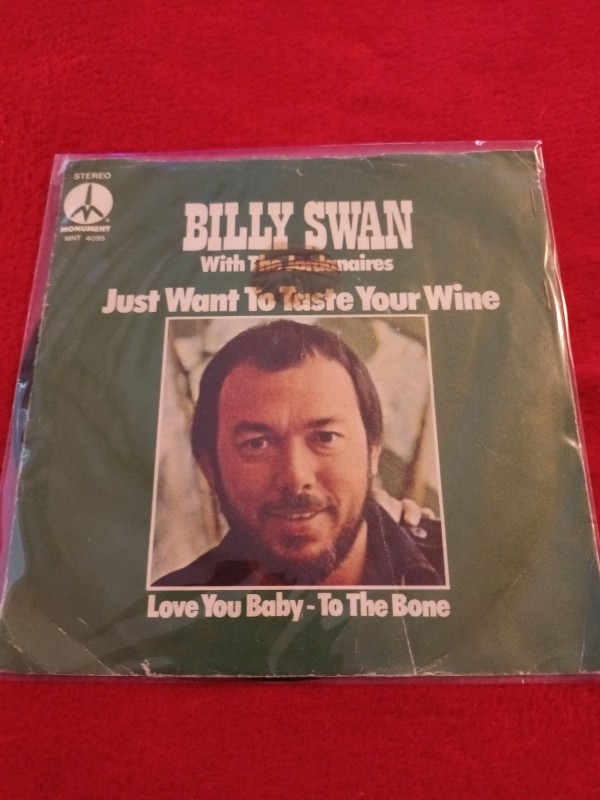 STEREO
MONUMENT
MNT 4095
BILLY SWAN
With The Jordanaires
Just Want To Taste Your Wine
Love You Baby - To The Bone